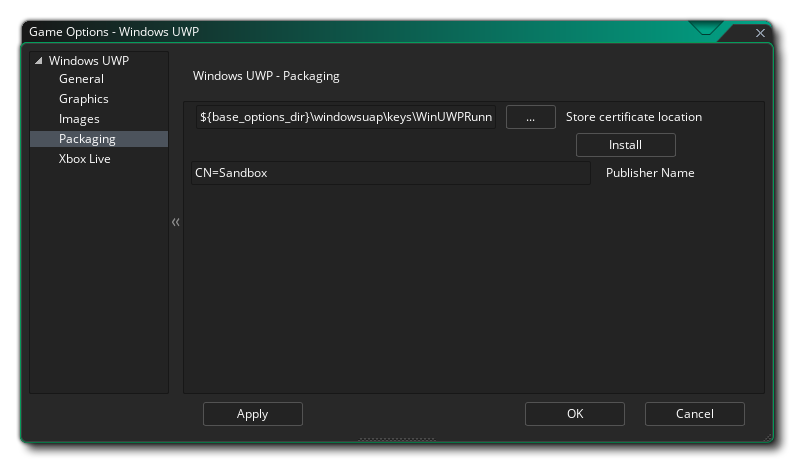 Game Options - Windows UWP
Windows UWP
General
Graphics
Images
Packaging
Xbox Live
Windows UWP - Packaging
${base_options_dir}\windowsuap\keys\WinUWPRunn
...
Store certificate location
Install
CN=Sandbox
Publisher Name
Apply
OK
Cancel